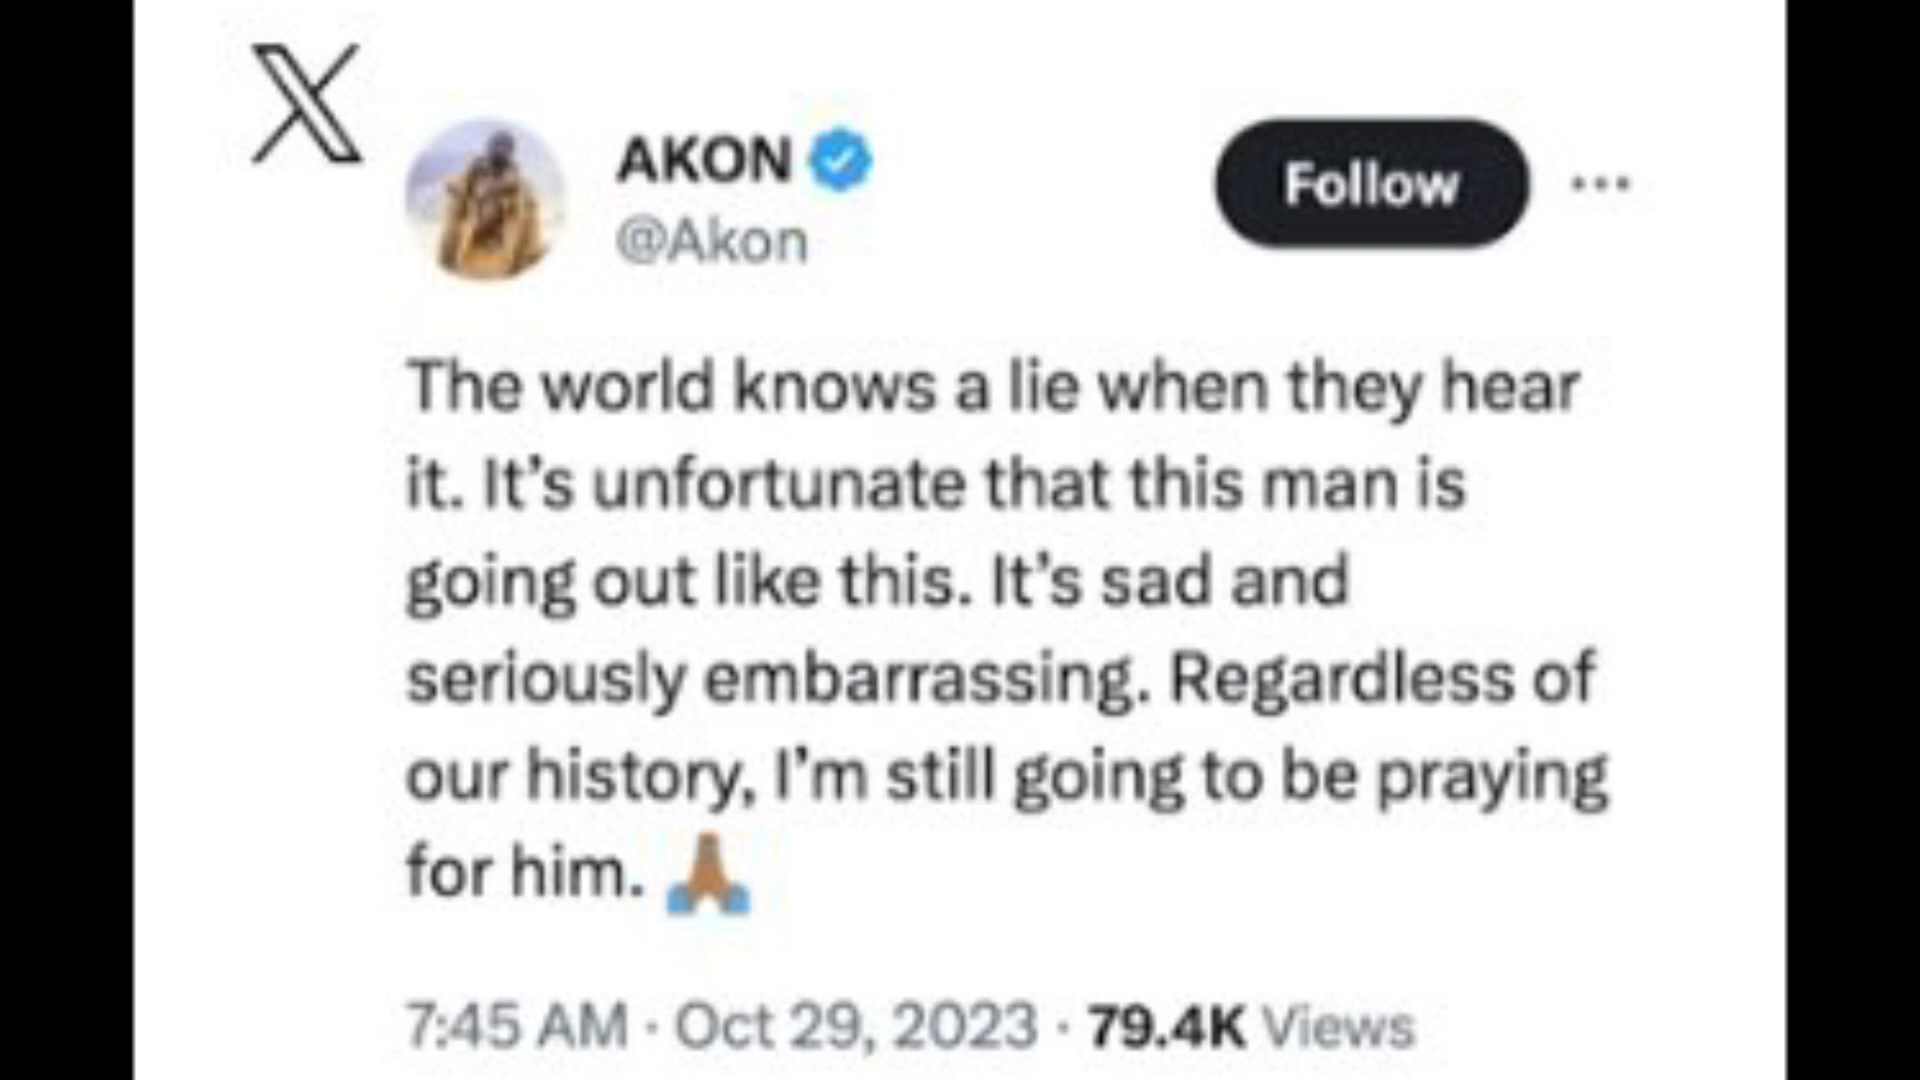 AKON
@Akon
Follow
The world knows a lie when they hear
it. It’s unfortunate that this man is
going out like this. It’s sad and
seriously embarrassing. Regardless of
our history, I’m still going to be praying
for him. 🙏🏽
7:45 AM · Oct 29, 2023 · 79.4K Views